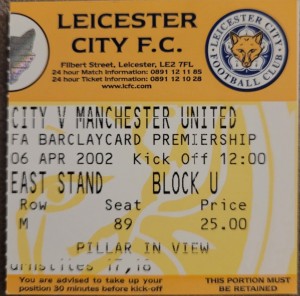 LEICESTER
CITY F.C.
Filbert Street, Leicester, LE2 7FL
24 hour Match Information: 0891 12 11 85
24 hour Ticket Information: 0891 12 10 28
www.lcfc.com
LEICESTER CITY
FOOTBALL CLUB
CITY V MANCHESTER UNITED
FA BARCLAYCARD PREMIERSHIP
06 APR 2002 Kick Off 12:00
EAST STAND BLOCK U
Row Seat Price
M 89 25.00
PILLAR IN VIEW
urnstiles 17,18
You are advised to take up your
position 30 minutes before kick-off
THIS PORTION MUST
BE RETAINED